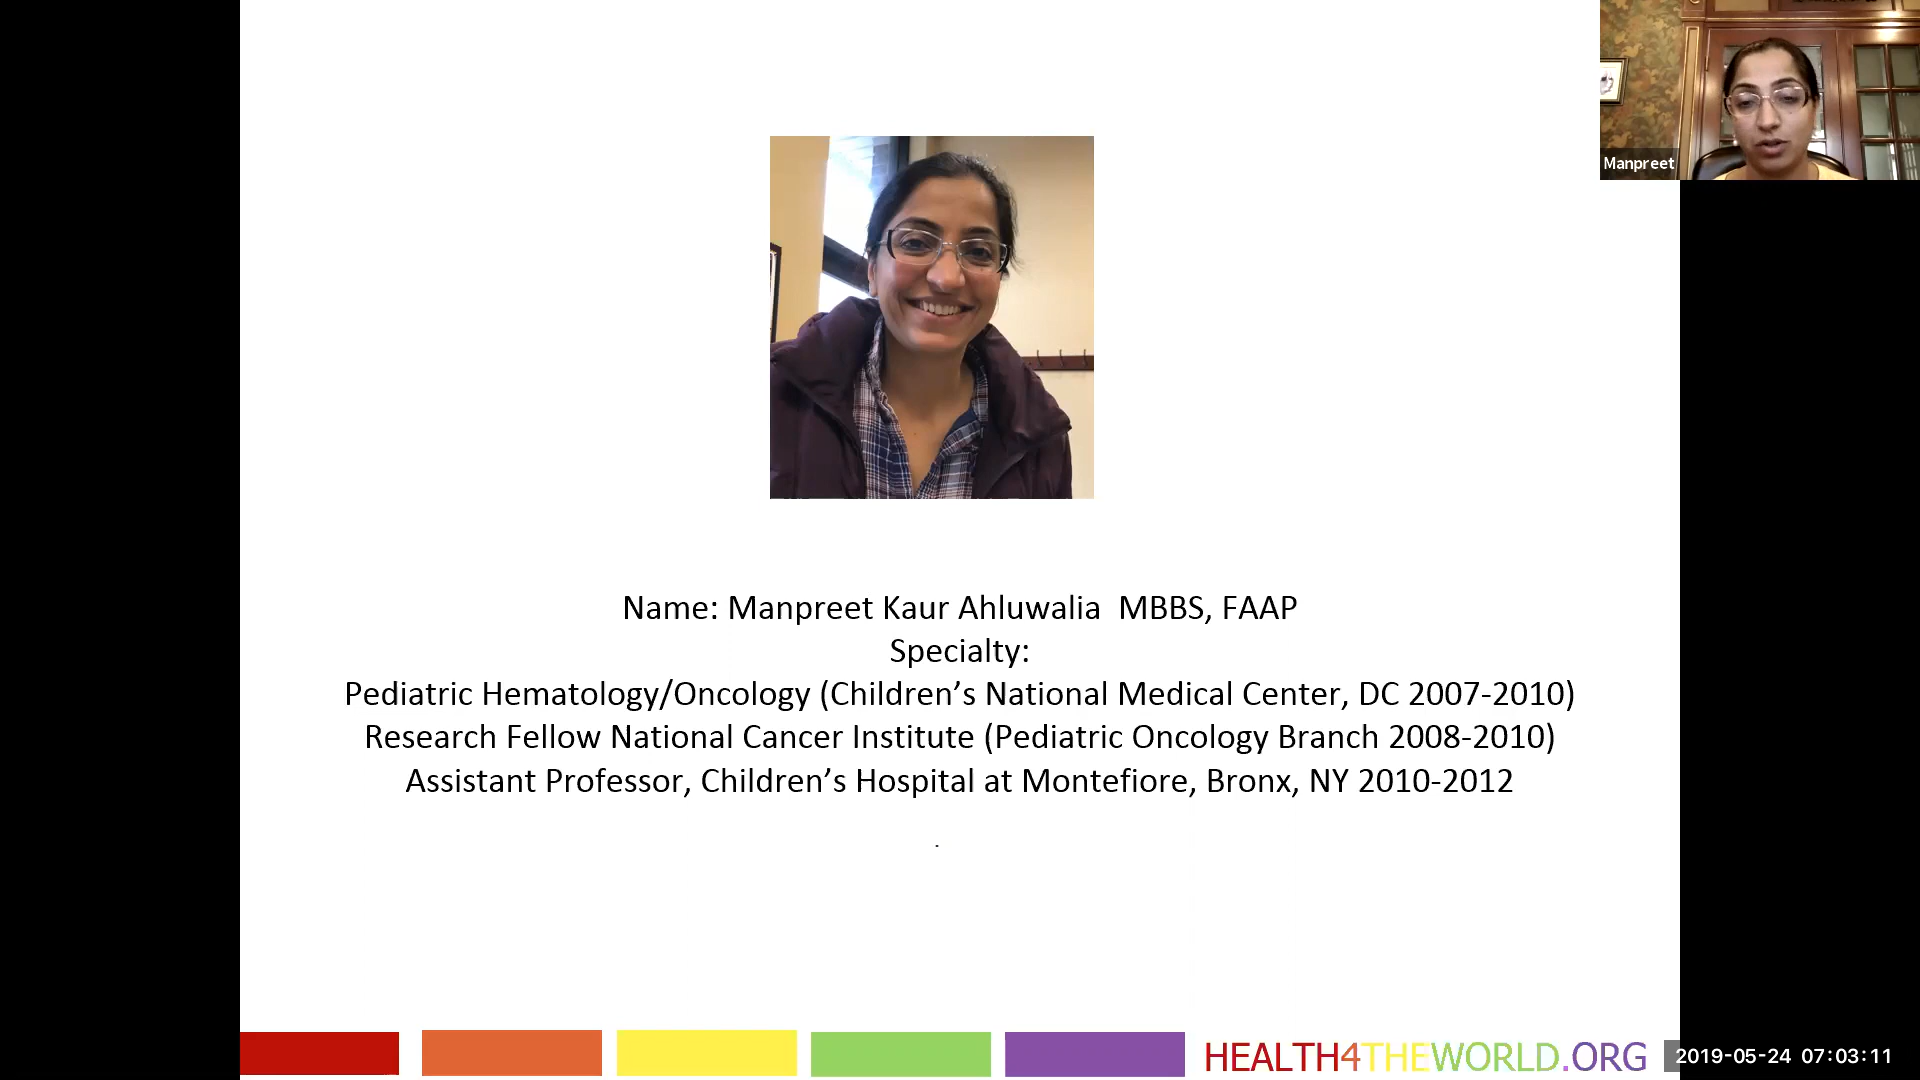 Manpreet
Name: Manpreet Kaur Ahluwalia MBBS, FAAP
Specialty:
Pediatric Hematology/Oncology (Children’s National Medical Center, DC 2007-2010)
Research Fellow National Cancer Institute (Pediatric Oncology Branch 2008-2010)
Assistant Professor, Children’s Hospital at Montefiore, Bronx, NY 2010-2012
.
HEALTH4THEWORLD.ORG
2019-05-24 07:03:11